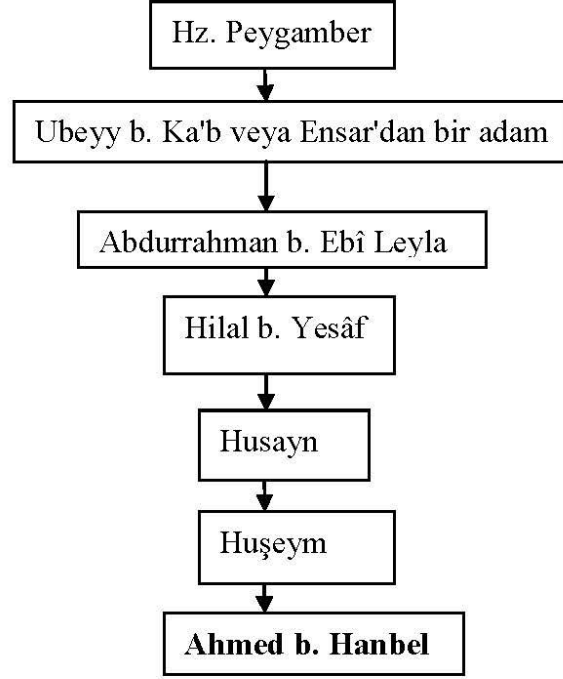 Hz. Peygamber
Ubeyy b. Ka'b veya Ensar'dan bir adam
Abdurrahman b. Ebî Leyla
Hilal b. Yesâf
Husayn
Huşeym
Ahmed b. Hanbel